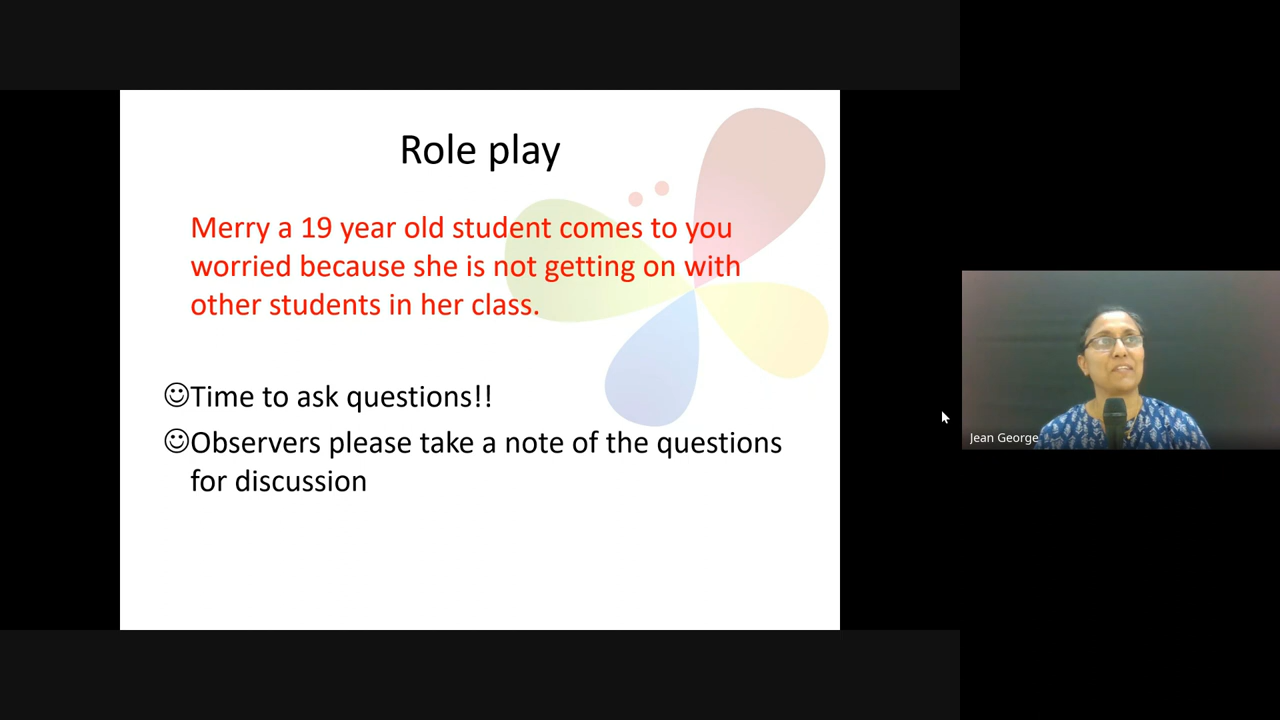 Role play
Merry a 19 year old student comes to you
worried because she is not getting on with
other students in her class.
☺Time to ask questions!!
☺Observers please take a note of the questions
for discussion
Jean George